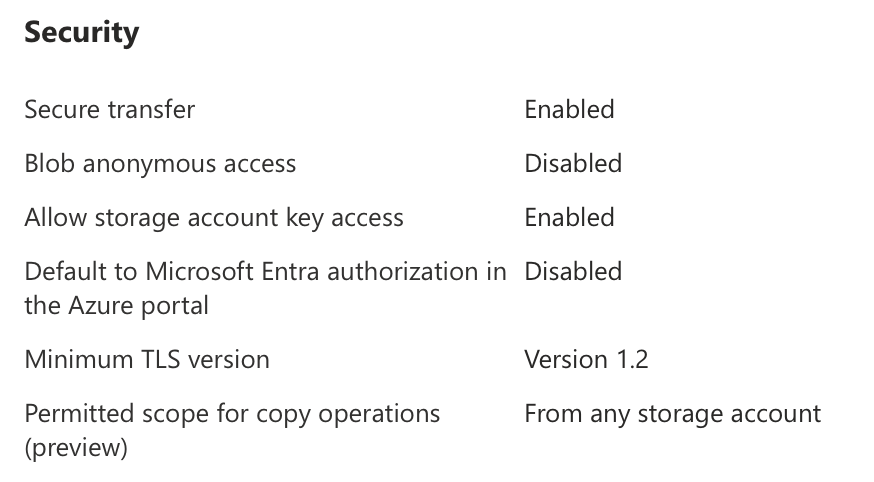 Security
Secure transfer Enabled
Blob anonymous access Disabled
Allow storage account key access Enabled
Default to Microsoft Entra authorization in Disabled
the Azure portal
Minimum TLS version Version 1.2
Permitted scope for copy operations From any storage account
(preview)